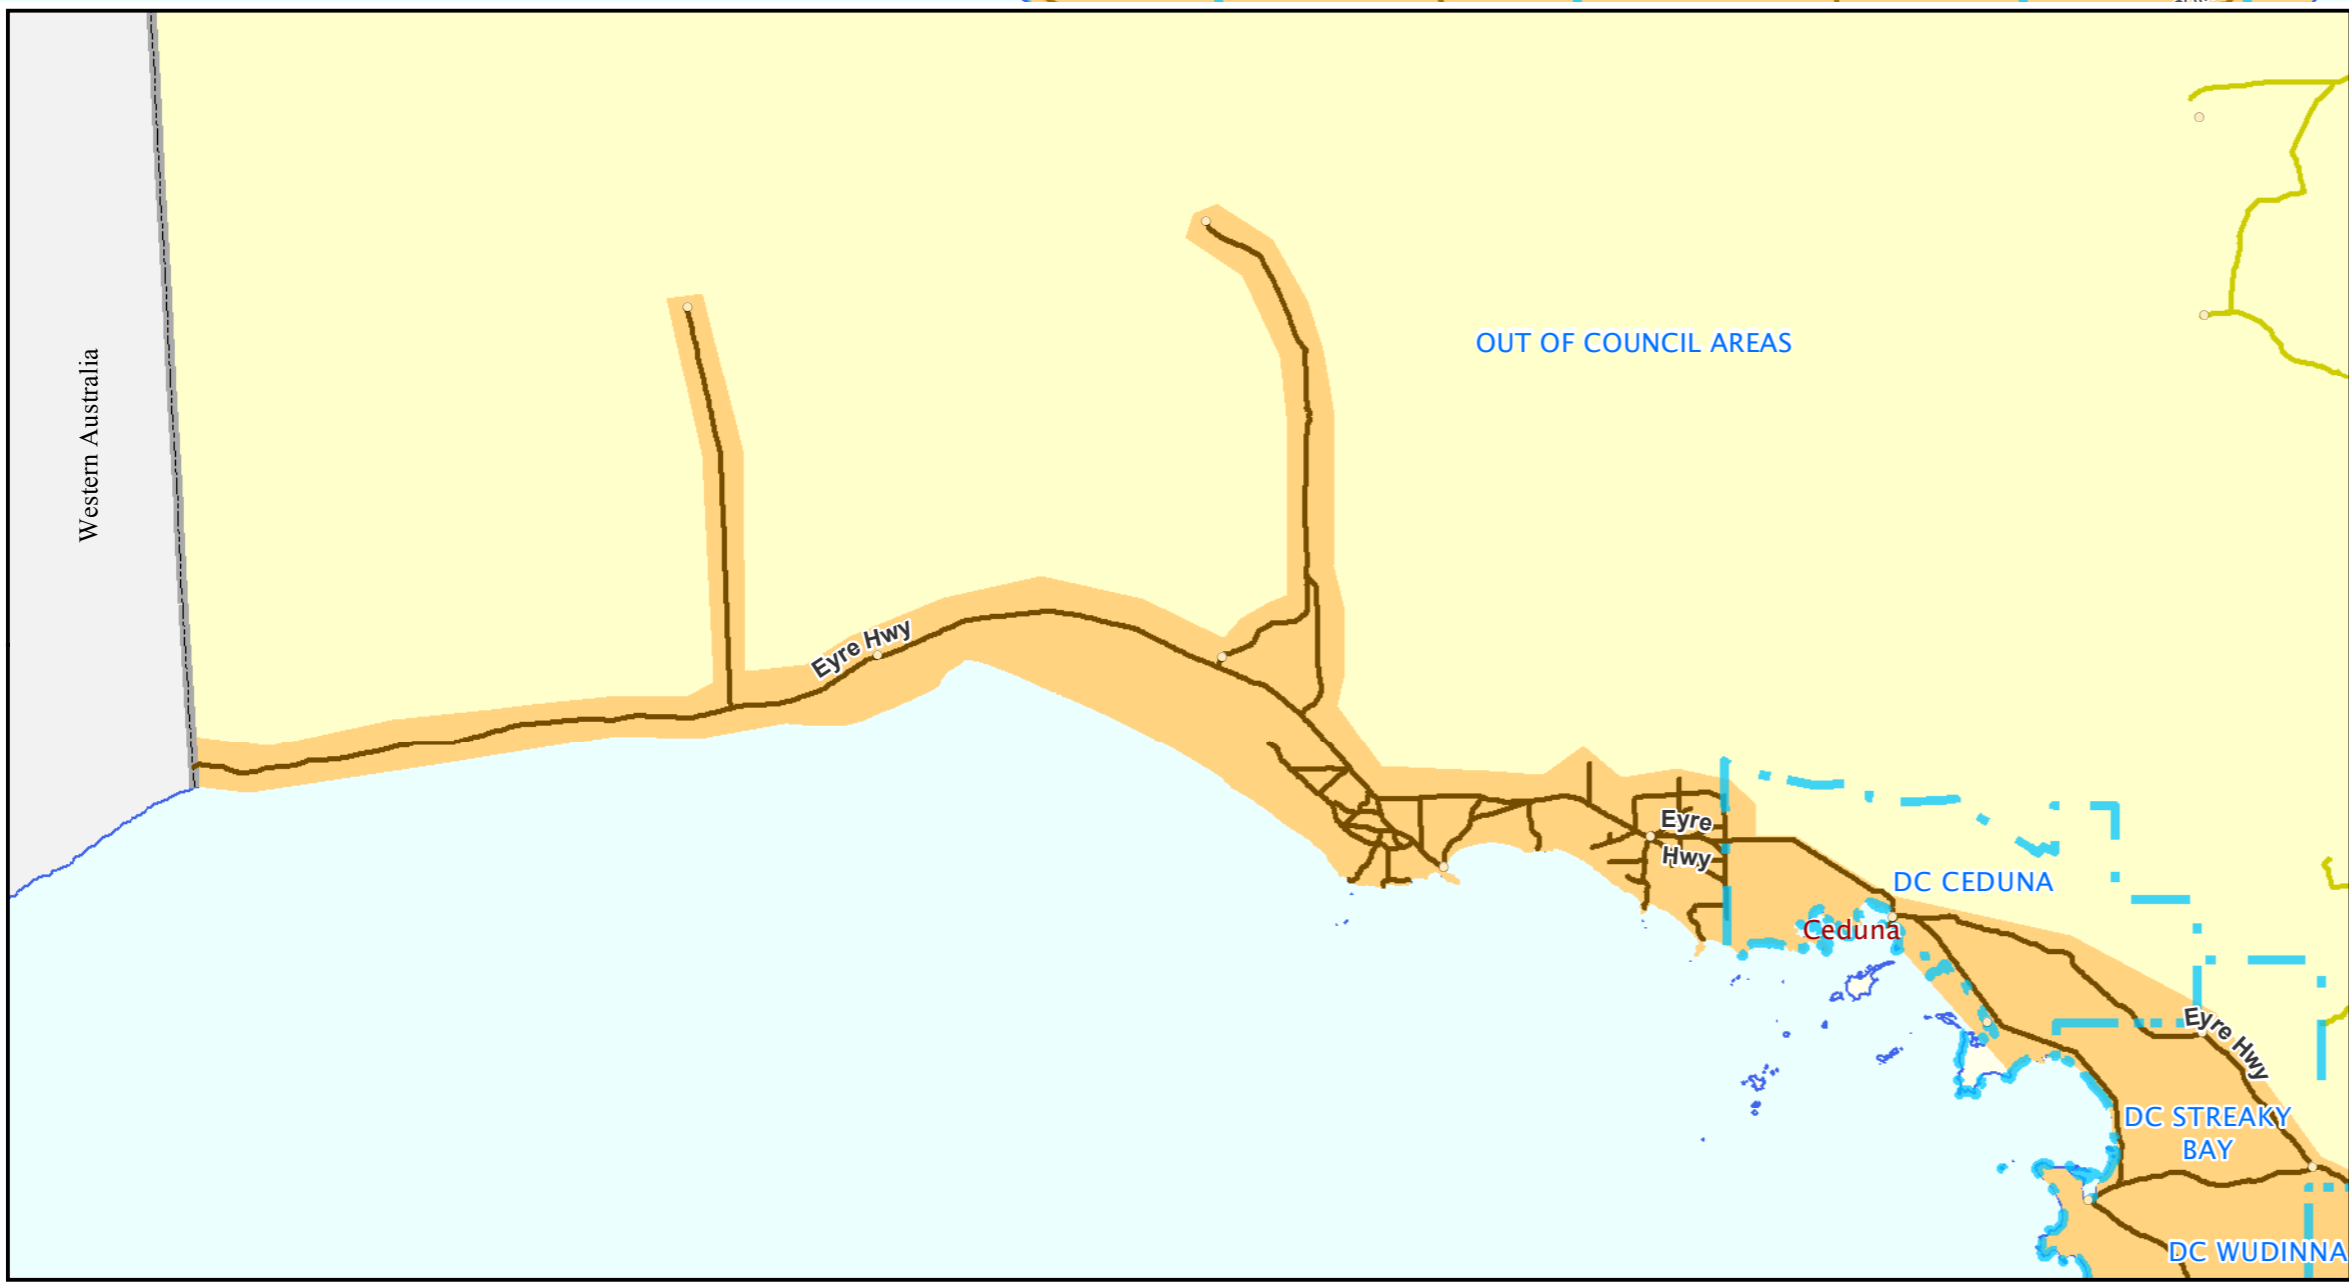 Western Australia
OUT OF COUNCIL AREAS
Eyre Hwy
Eyre
Hwy
DC CEDUNA
Ceduna
Eyre Hwy
DC STREAKY
BAY
DC WUDINNA